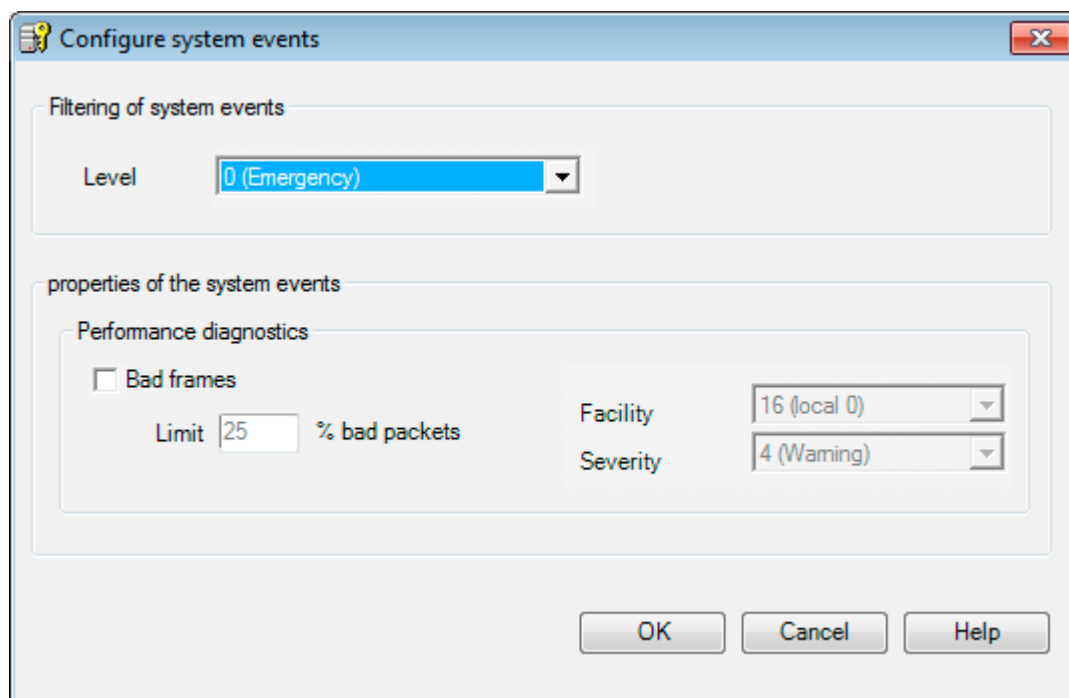 Configure system events
Filtering of system events
Level 0 (Emergency)
properties of the system events
Performance diagnostics
Bad frames
Limit 25 % bad packets
Facility 16 (local 0)
Severity 4 (Warning)
OK Cancel Help